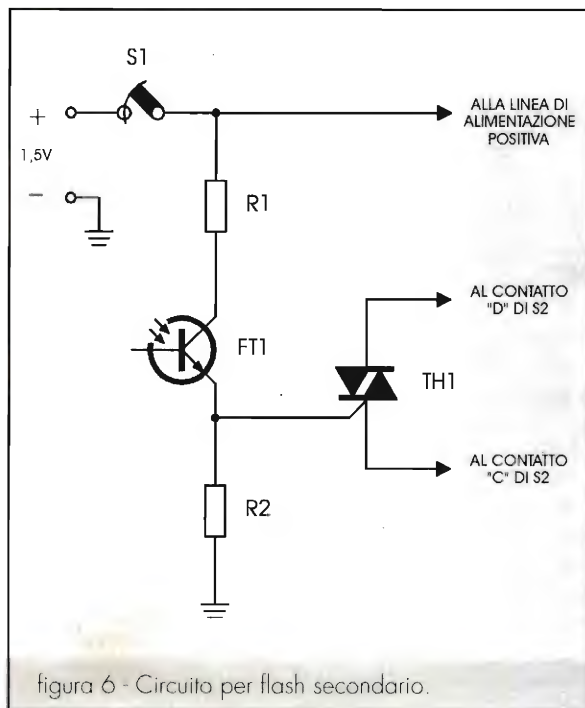 S1
+
1,5V
−
ALLA LINEA DI
ALIMENTAZIONE
POSITIVA
R1
FT1
AL CONTATTO
"D" DI S2
TH1
AL CONTATTO
"C" DI S2
R2
figura 6 - Circuito per flash secondario.